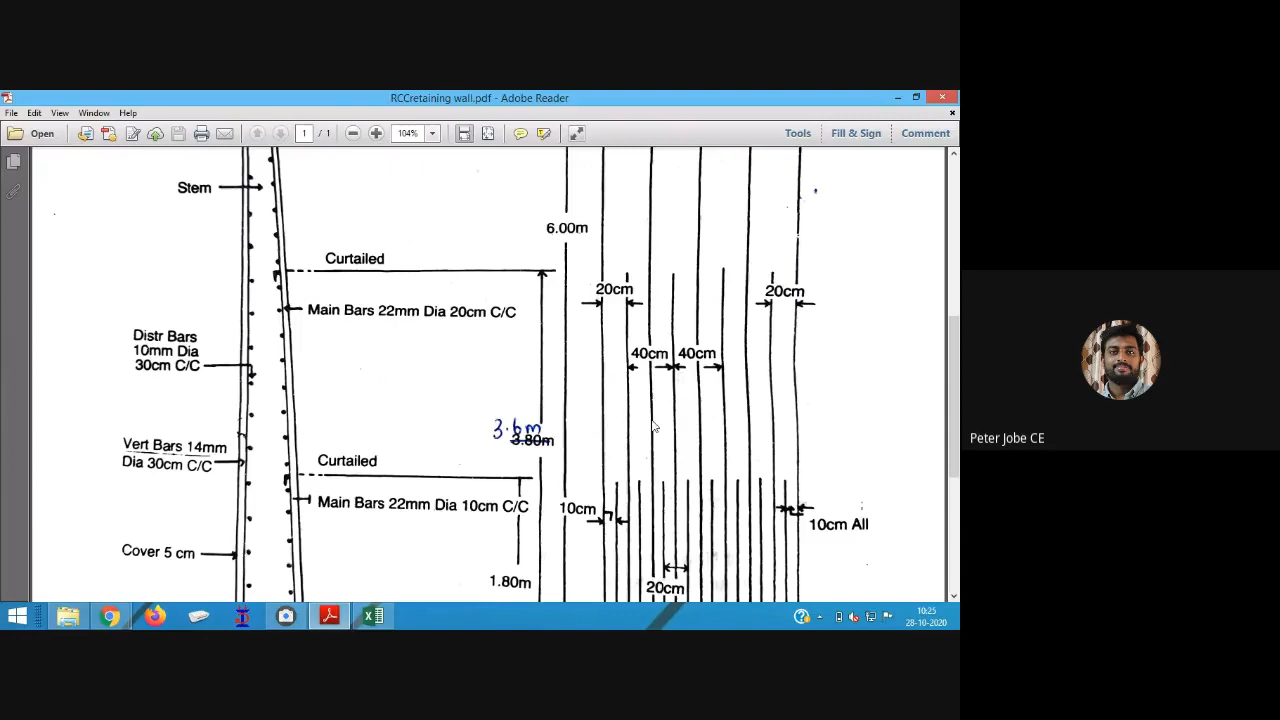 RCCretaining wall.pdf - Adobe Reader
File Edit View Window Help
Open 1 / 1 104% Tools Fill & Sign Comment
Stem
6.00m
Curtailed
20cm 20cm
Main Bars 22mm Dia 20cm C/C
Distr Bars
10mm Dia
30cm C/C
40cm 40cm
3.6m
3.80m
Vert Bars 14mm
Dia 30cm C/C
Curtailed
Main Bars 22mm Dia 10cm C/C
10cm
10cm All
Cover 5 cm
1.80m
20cm
Peter Jobe CE
10:25
28-10-2020